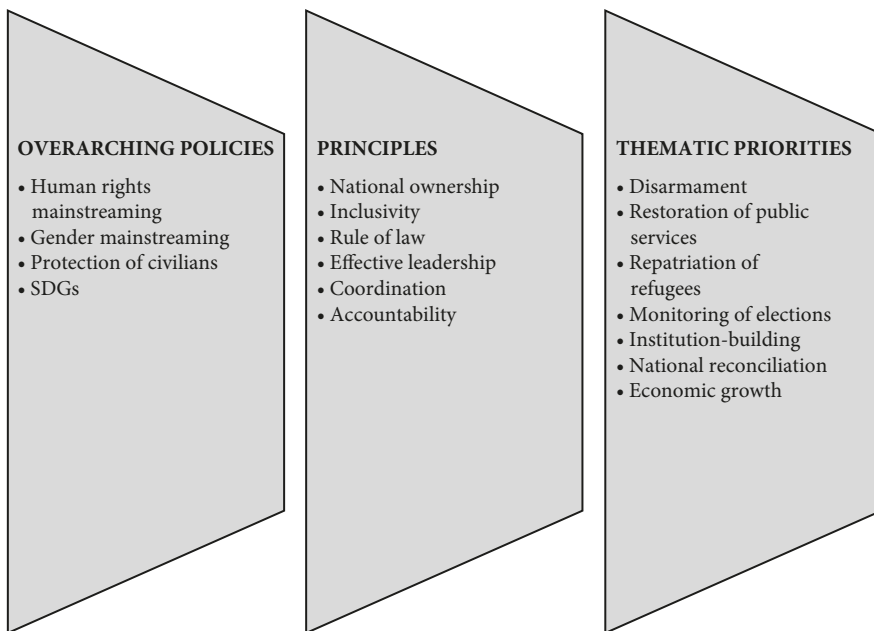 OVERARCHING POLICIES
• Human rights
mainstreaming
• Gender mainstreaming
• Protection of civilians
• SDGs
PRINCIPLES
• National ownership
• Inclusivity
• Rule of law
• Effective leadership
• Coordination
• Accountability
THEMATIC PRIORITIES
• Disarmament
• Restoration of public
services
• Repatriation of
refugees
• Monitoring of elections
• Institution-building
• National reconciliation
• Economic growth